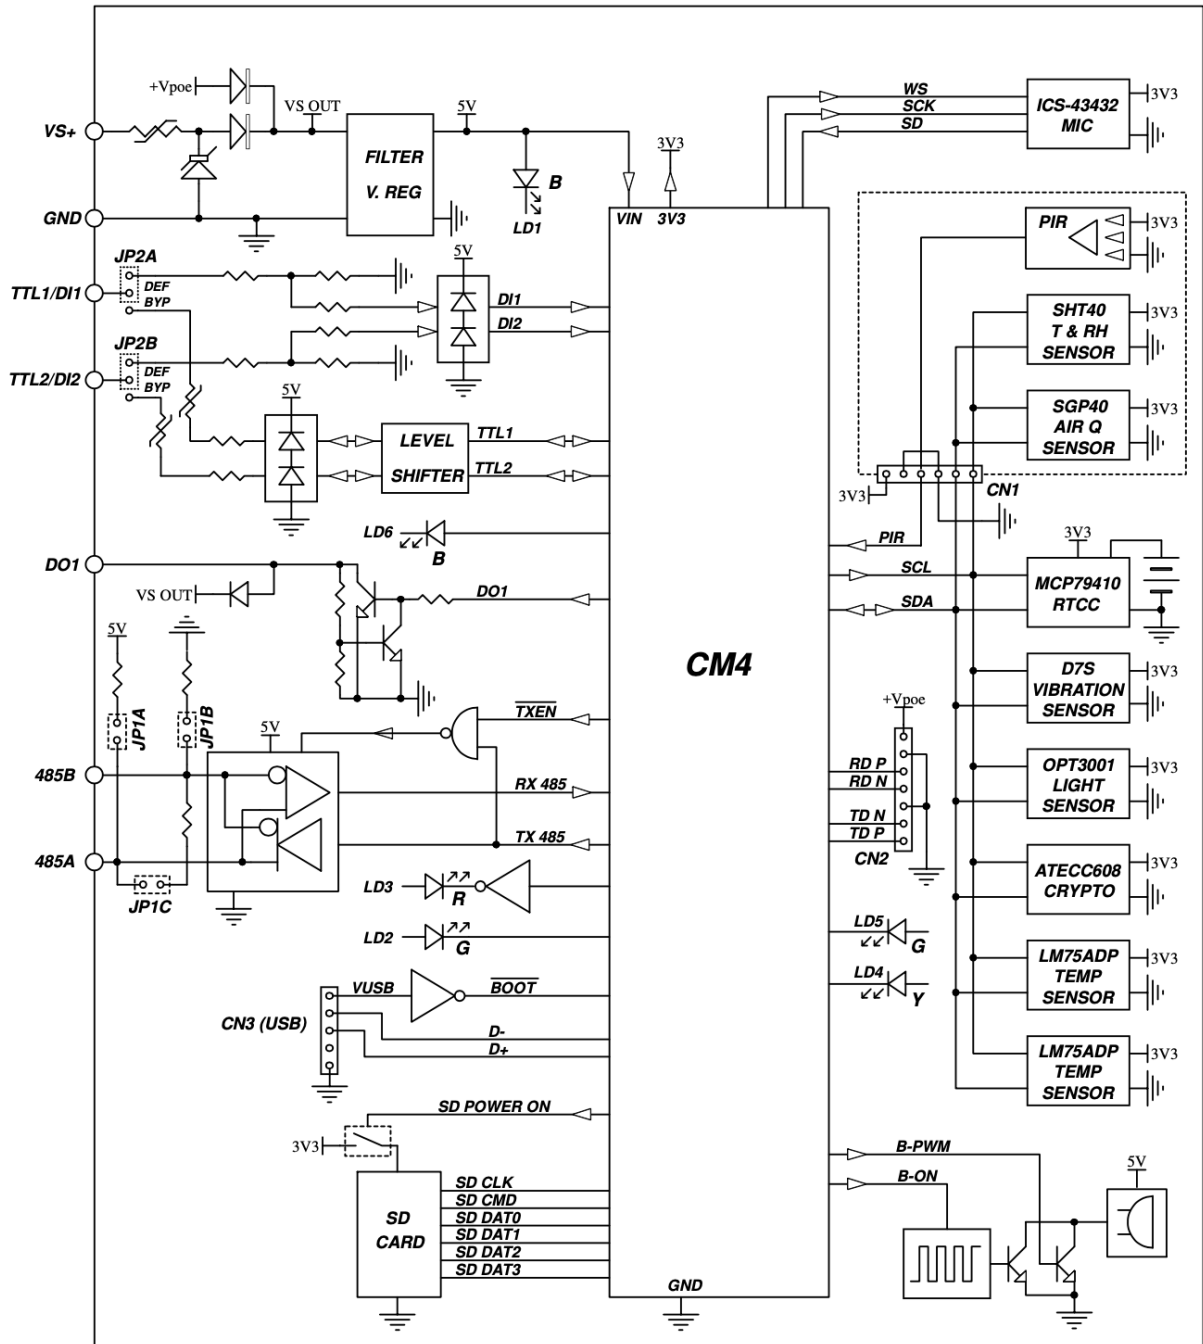 +Vpoe
VS OUT
5V
VS+
FILTER
V. REG
B
LD1
GND
VIN
3V3
3V3
WS
SCK
SD
ICS-43432
MIC
3V3
PIR
3V3
SHT40
T & RH
SENSOR
3V3
SGP40
AIR Q
SENSOR
3V3
CN1
3V3
JP2A
DEF
BYP
TTL1/DI1
5V
DI1
DI2
JP2B
DEF
BYP
TTL2/DI2
5V
LEVEL
SHIFTER
TTL1
TTL2
LD6
B
DO1
VS OUT
DO1
5V
JP1A
JP1B
5V
TXEN
485B
RX 485
485A
TX 485
JP1C
LD3
R
LD2
G
VUSB
BOOT
CN3 (USB)
D-
D+
SD POWER ON
3V3
SD
CARD
SD CLK
SD CMD
SD DAT0
SD DAT1
SD DAT2
SD DAT3
CM4
GND
PIR
SCL
SDA
3V3
MCP79410
RTCC
D7S
VIBRATION
SENSOR
3V3
+Vpoe
RD P
RD N
TD N
TD P
CN2
OPT3001
LIGHT
SENSOR
3V3
ATECC608
CRYPTO
3V3
LD5
G
LD4
Y
LM75ADP
TEMP
SENSOR
3V3
LM75ADP
TEMP
SENSOR
3V3
B-PWM
B-ON
5V